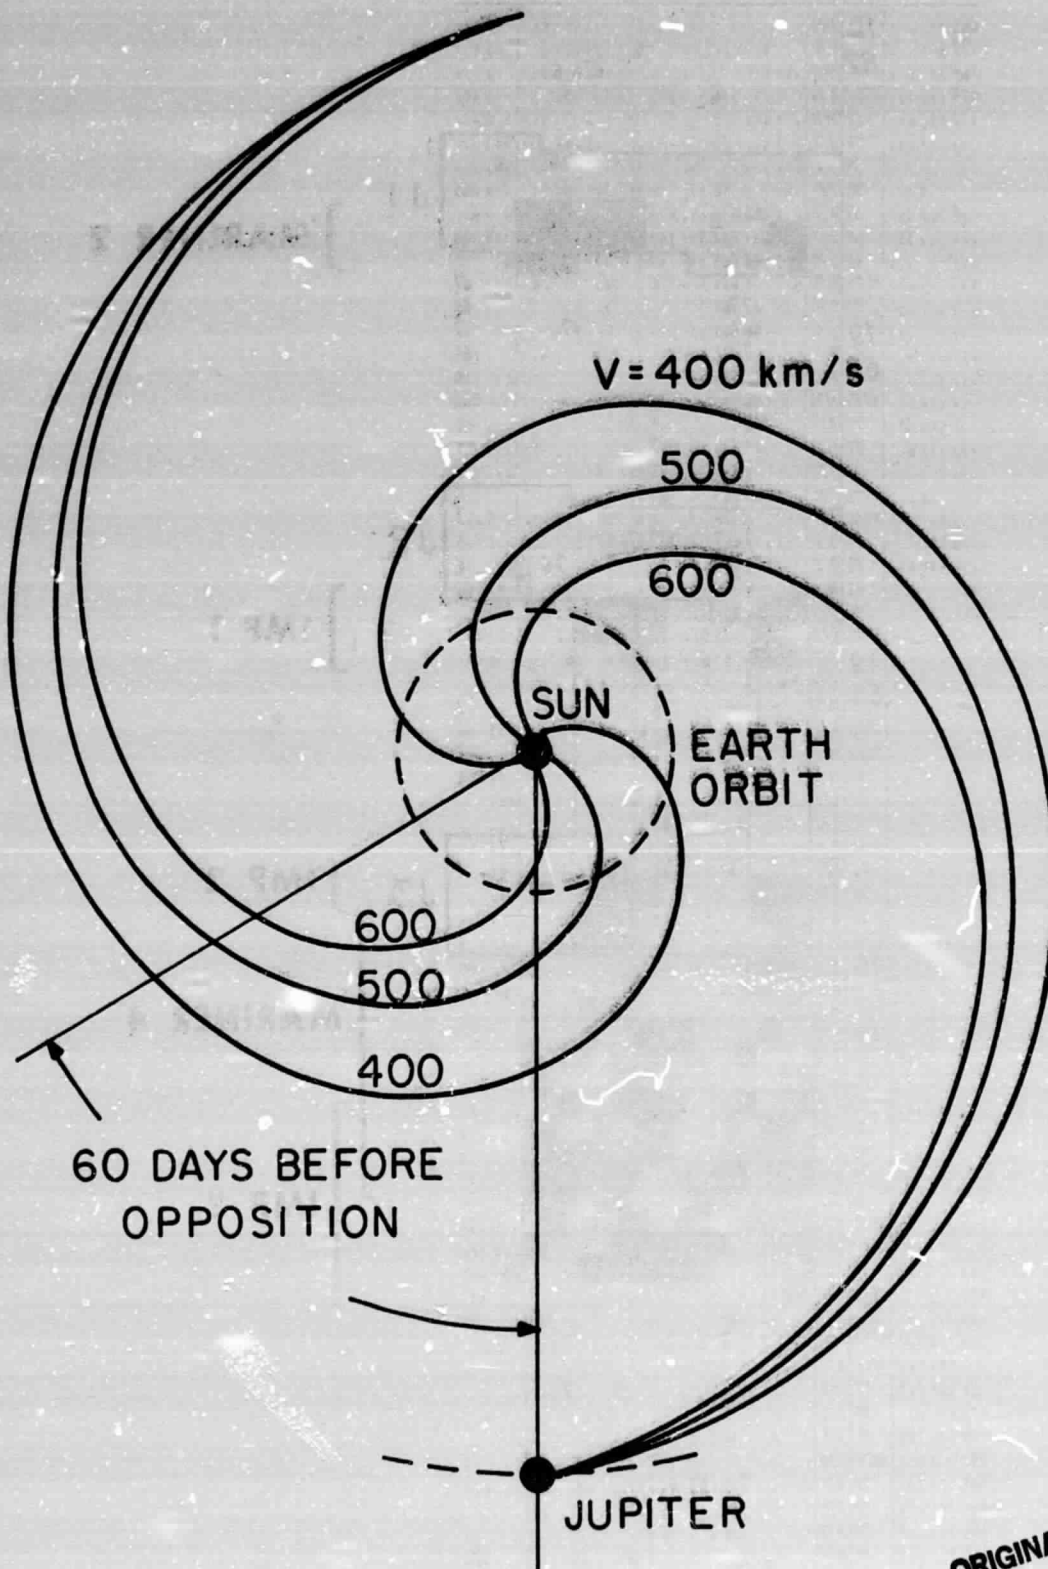 V = 400 km/s
500
600
SUN
EARTH
ORBIT
600
500
400
60 DAYS BEFORE
OPPOSITION
JUPITER